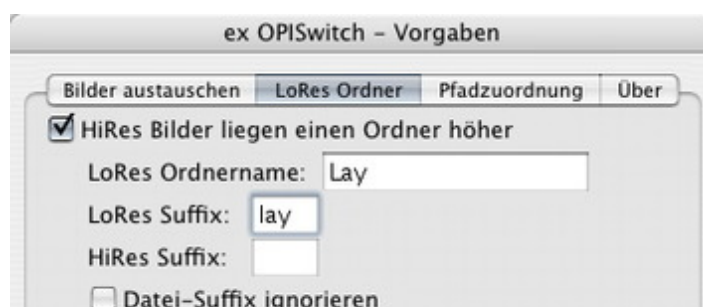 ex OPISwitch – Vorgaben
Bilder austauschen LoRes Ordner Pfadzuordnung Über
HiRes Bilder liegen einen Ordner höher
LoRes Ordnername: Lay
LoRes Suffix: lay
HiRes Suffix:
Datei-Suffix ignorieren